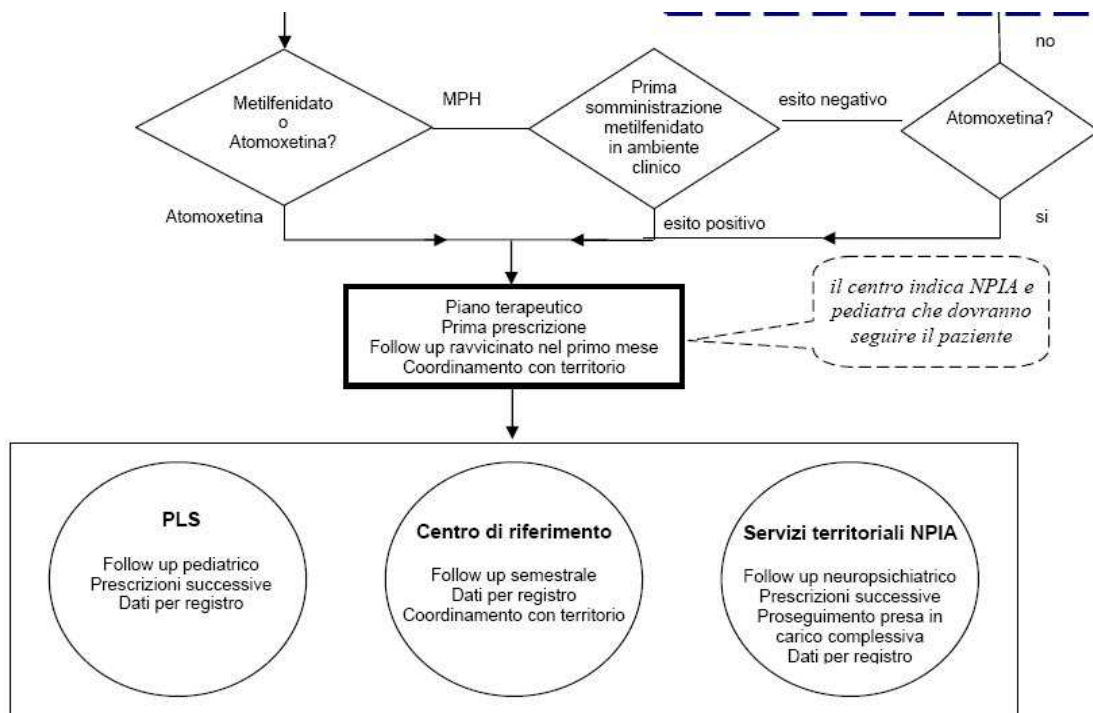 no
Metilfenidato
o
Atomoxetina?
MPH
Prima
somministrazione
metilfenidato
in ambiente
clinico
esito negativo
Atomoxetina?
Atomoxetina
esito positivo
si
il centro indica NPIA e
pediatra che dovranno
seguire il paziente
Piano terapeutico
Prima prescrizione
Follow up ravvicinato nel primo mese
Coordinamento con territorio
PLS
Follow up pediatrico
Prescrizioni successive
Dati per registro
Centro di riferimento
Follow up semestrale
Dati per registro
Coordinamento con territorio
Servizi territoriali NPIA
Follow up neuropsichiatrico
Prescrizioni successive
Proseguimento presa in
carico complessiva
Dati per registro